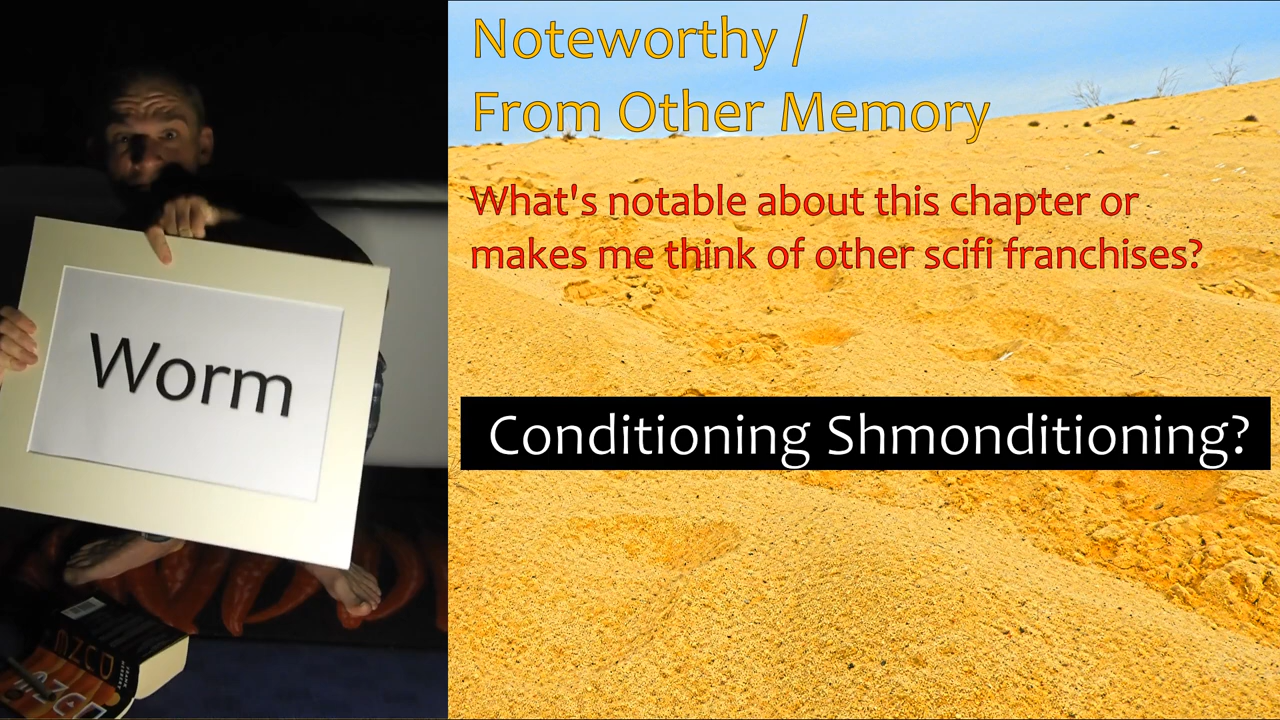 Noteworthy /
From Other Memory
What's notable about this chapter or
makes me think of other scifi franchises?
Conditioning Shmonditioning?
Worm